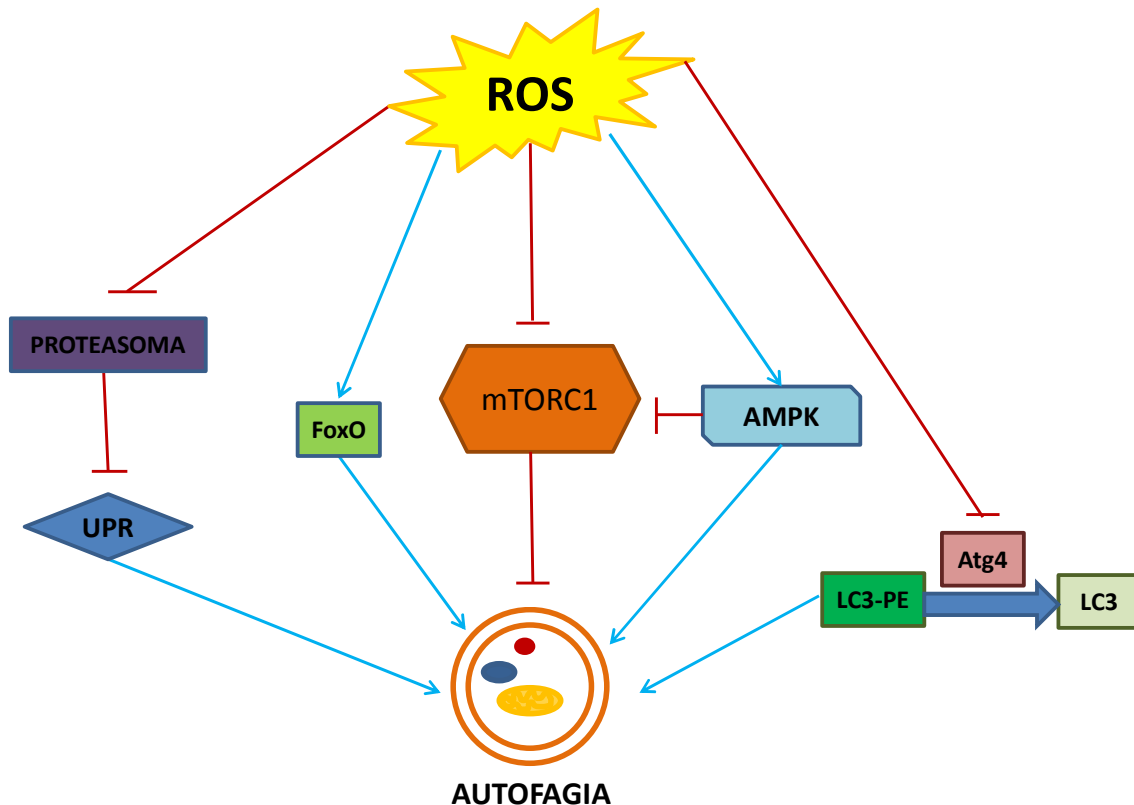 ROS
PROTEASOMA
mTORC1
AMPK
FoxO
UPR
Atg4
LC3-PE
LC3
AUTOFAGIA